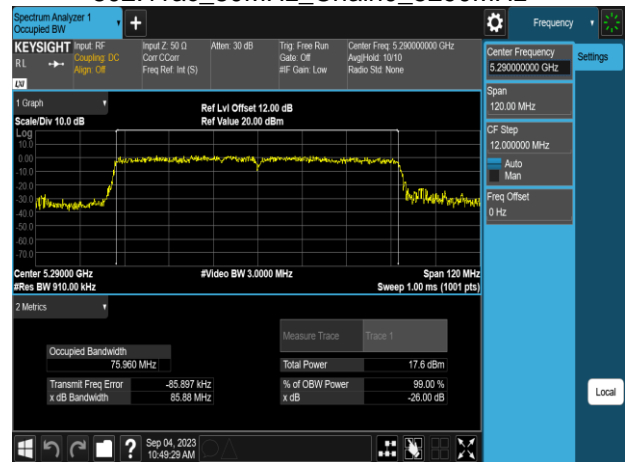 Spectrum Analyzer 1
Occupied BW
Frequency
KEYSIGHT
RL
LXI
Input: RF
Coupling: DC
Align: Off
Input Z: 50 Ω
Corr CCorr
Freq Ref: Int (S)
Atten: 30 dB
Trig: Free Run
Gate: Off
#IF Gain: Low
Center Freq: 5.290000000 GHz
Avg|Hold: 10/10
Radio Std: None
Center Frequency
5.290000000 GHz
Settings
Span
120.00 MHz
CF Step
12.000000 MHz
Auto
Man
Freq Offset
0 Hz
Local
1 Graph
Scale/Div 10.0 dB
Ref Lvl Offset 12.00 dB
Ref Value 20.00 dBm
Log
10.0
0.00
-10.0
-20.0
-30.0
-40.0
-50.0
-60.0
-70.0
Center 5.29000 GHz
#Res BW 910.00 kHz
#Video BW 3.0000 MHz
Span 120 MHz
Sweep 1.00 ms (1001 pts)
2 Metrics
Measure Trace Trace 1
Occupied Bandwidth
75.960 MHz
Total Power 17.6 dBm
Transmit Freq Error -85.897 kHz
% of OBW Power 99.00 %
x dB Bandwidth 85.88 MHz
x dB -26.00 dB
?
Sep 04, 2023
10:49:29 AM